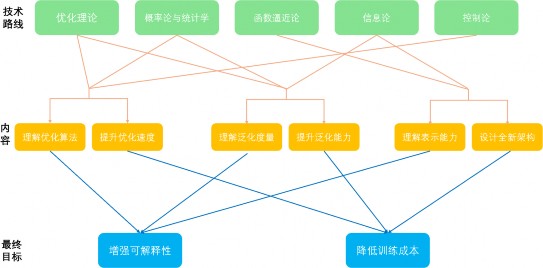 技术
路线
优化理论
概率论与统计学
函数逼近论
信息论
控制论
内
容
理解优化算法
提升优化速度
理解泛化度量
提升泛化能力
理解表示能力
设计全新架构
最终
目标
增强可解释性
降低训练成本